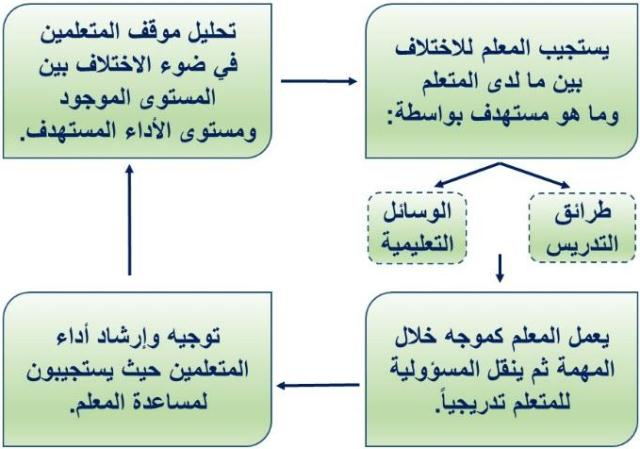 تحليل موقف المتعلمين
في ضوء الاختلاف بين
المستوى الموجود
ومستوى الأداء المستهدف.
يستجيب المعلم للاختلاف
بين ما لدى المتعلم
وما هو مستهدف بواسطة:
طرائق
التدريس
الوسائل
التعليمية
يعمل المعلم كموجه خلال
المهمة ثم ينقل المسؤولية
للمتعلم تدريجياً.
توجيه وإرشاد أداء
المتعلمين حيث يستجيبون
لمساعدة المعلم.